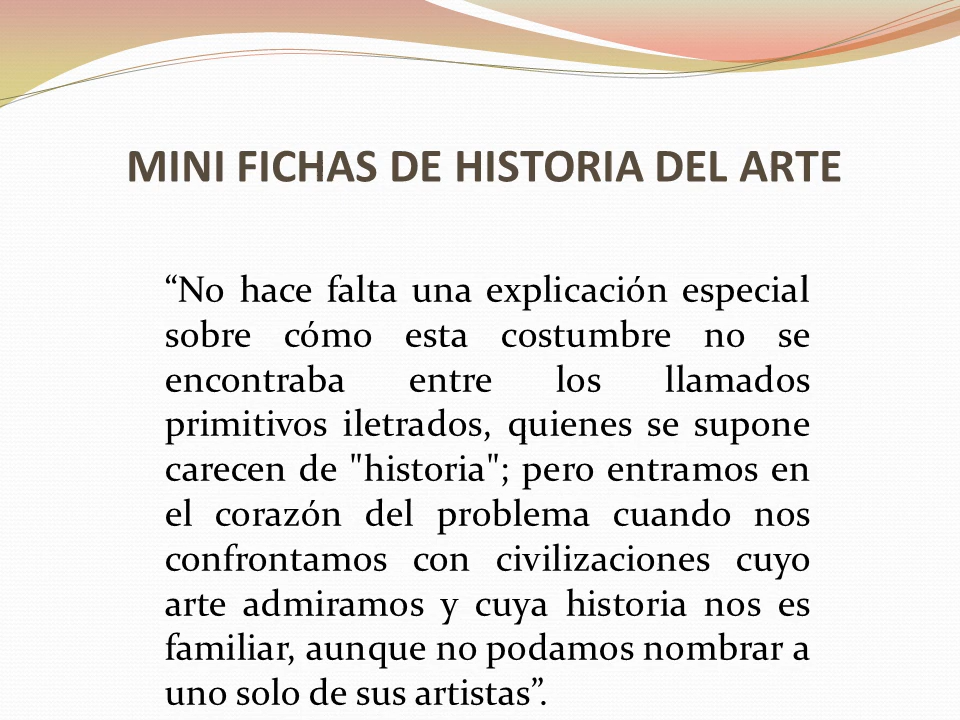 MINI FICHAS DE HISTORIA DEL ARTE
“No hace falta una explicación especial
sobre cómo esta costumbre no se
encontraba entre los llamados
primitivos iletrados, quienes se supone
carecen de "historia"; pero entramos en
el corazón del problema cuando nos
confrontamos con civilizaciones cuyo
arte admiramos y cuya historia nos es
familiar, aunque no podamos nombrar a
uno solo de sus artistas”.